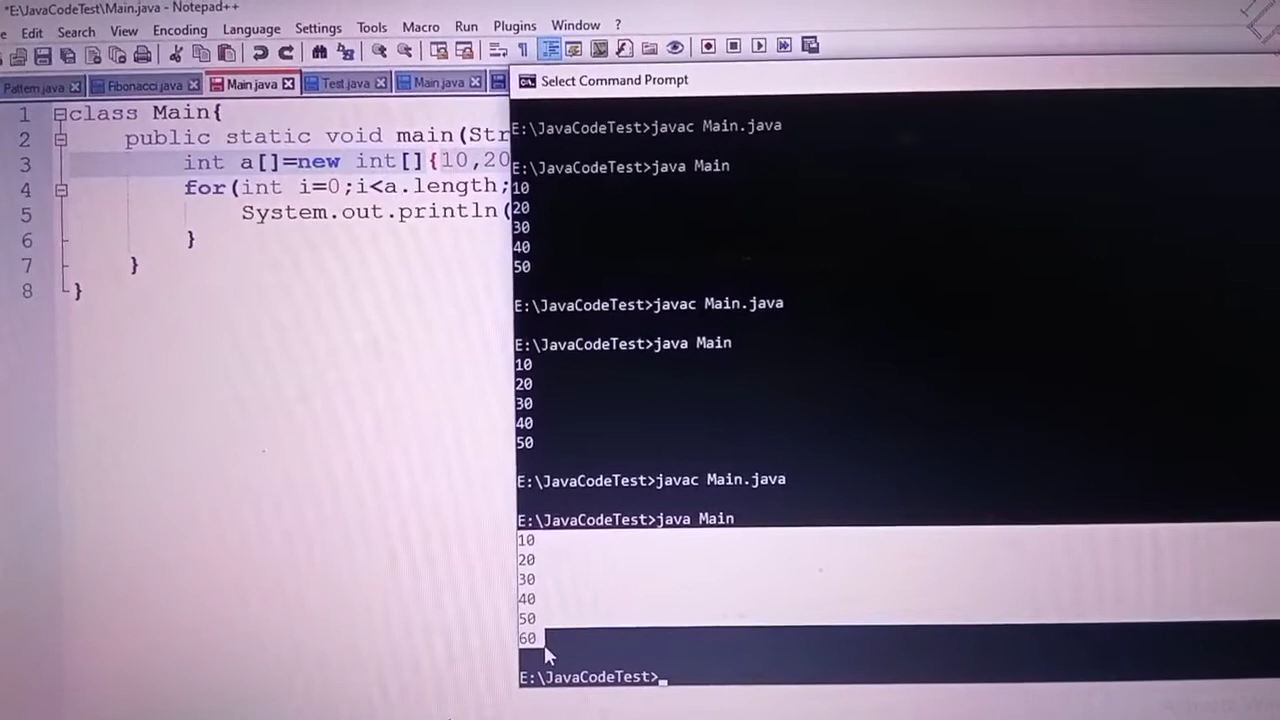 *E:\JavaCodeTest\Main.java - Notepad++
e Edit Search View Encoding Language Settings Tools Macro Run Plugins Window ?
Pattern.java Fibonacci.java Main.java Test.java Main.java
1 class Main{
2 public static void main(Str
3 int a[]=new int[]{10,20
4 for(int i=0;i<a.length;
5 System.out.println(
6 }
7 }
8 }
Select Command Prompt
E:\JavaCodeTest>javac Main.java
E:\JavaCodeTest>java Main
10
20
30
40
50
E:\JavaCodeTest>javac Main.java
E:\JavaCodeTest>java Main
10
20
30
40
50
E:\JavaCodeTest>javac Main.java
E:\JavaCodeTest>java Main
10
20
30
40
50
60
E:\JavaCodeTest>_